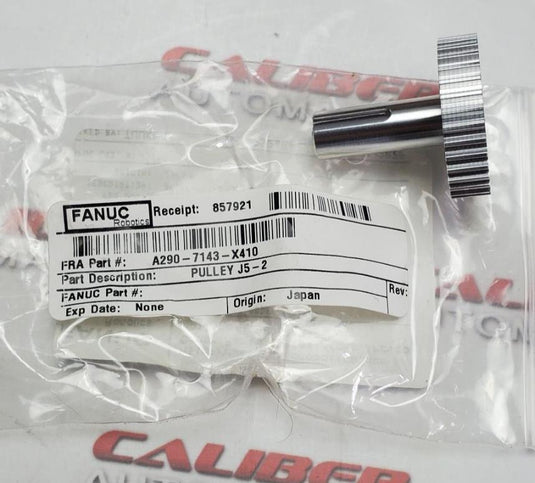 CALIBER
FANUC
Robotics
Receipt: 857921
FRA Part #: A290-7143-X410
Part Description: PULLEY J5-2
FANUC Part #:
Rev:
Exp Date: None
Origin: Japan
CALIBER